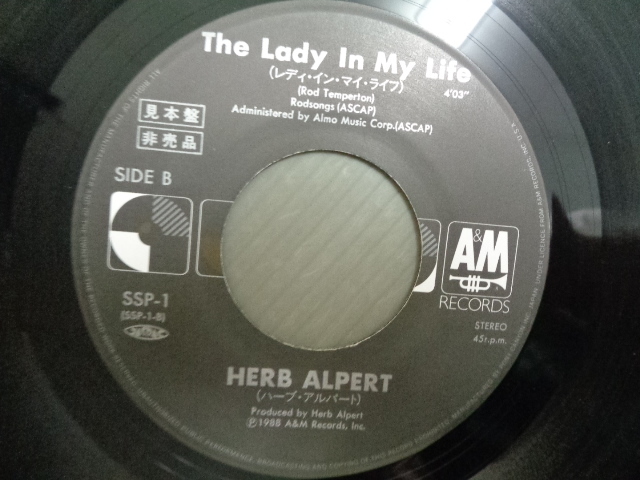 The Lady In My Life
(レディ・イン・マイ・ライフ)
4'03"
(Rod Temperton)
Rodsongs (ASCAP)
Administered by Almo Music Corp.(ASCAP)
見本盤
非売品
SIDE B
A&M
RECORDS
SSP-1
(SSP-1-B)
STEREO
45r.p.m.
HERB ALPERT
(ハーブ・アルパート)
Produced by Herb Alpert
Ⓟ1988 A&M Records, Inc.